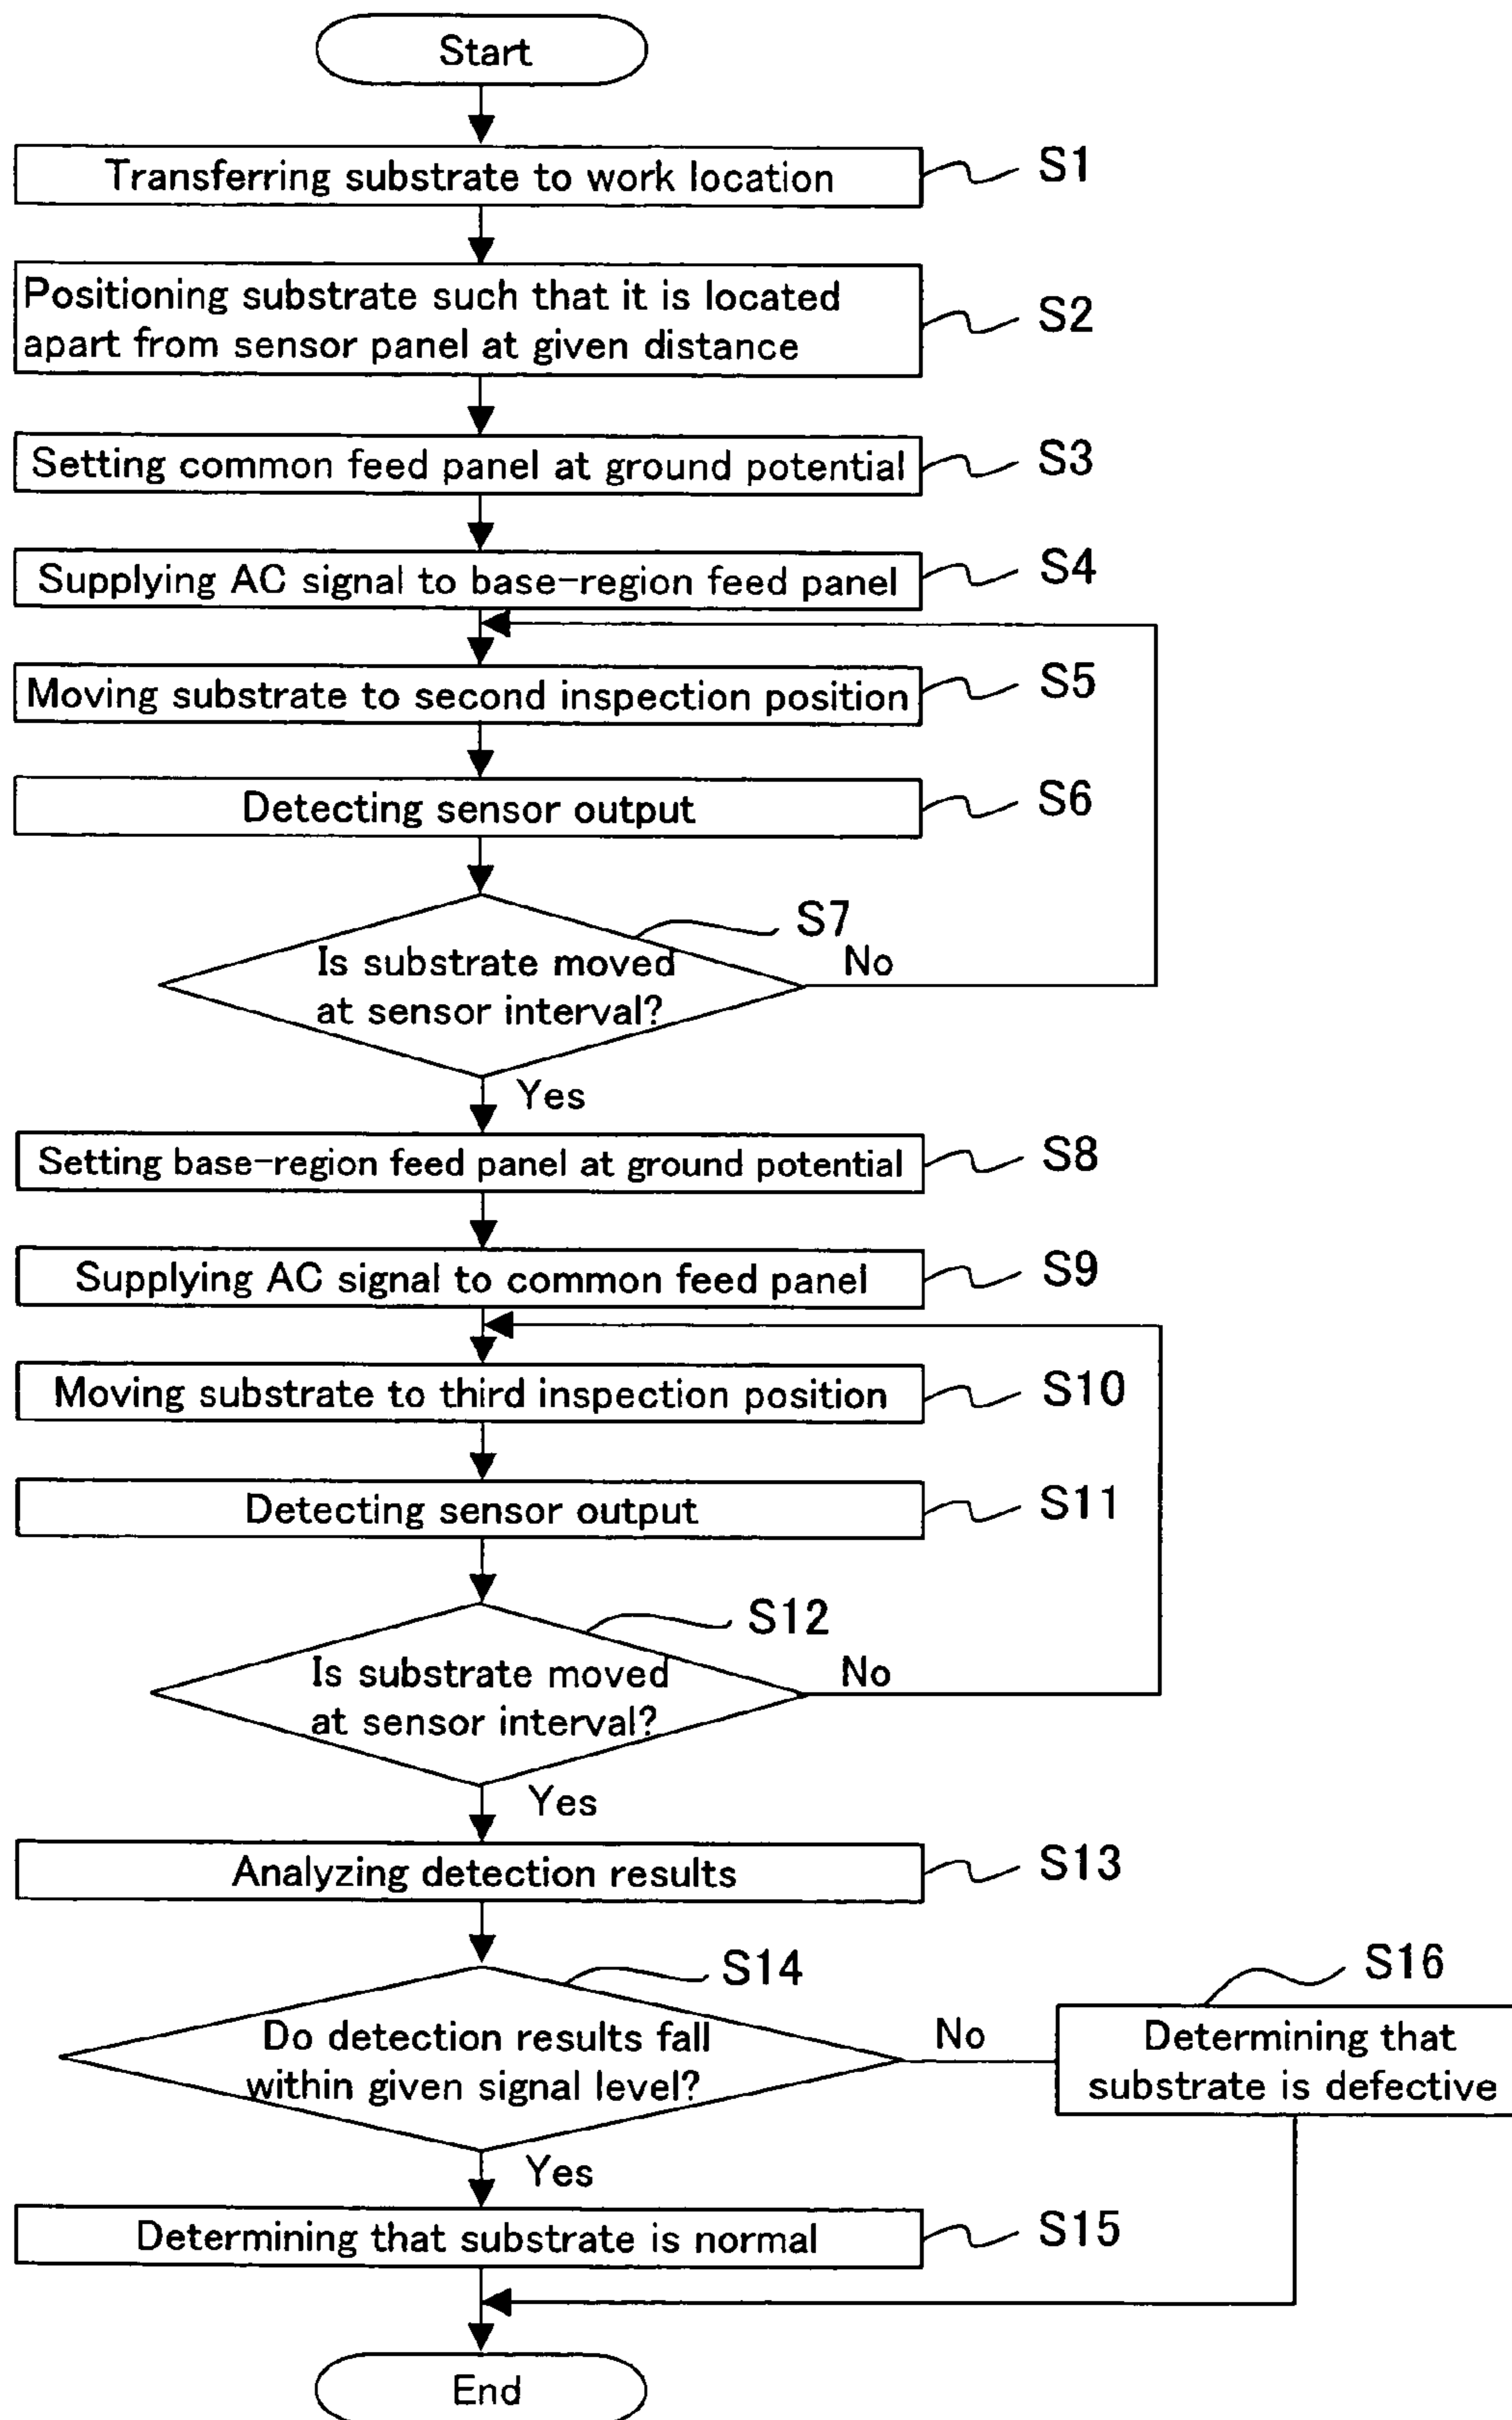 Start
Transferring substrate to work location
S1
Positioning substrate such that it is located
apart from sensor panel at given distance
S2
Setting common feed panel at ground potential
S3
Supplying AC signal to base-region feed panel
S4
Moving substrate to second inspection position
S5
Detecting sensor output
S6
S7
Is substrate moved
at sensor interval?
No
Yes
Setting base-region feed panel at ground potential
S8
Supplying AC signal to common feed panel
S9
Moving substrate to third inspection position
S10
Detecting sensor output
S11
S12
Is substrate moved
at sensor interval?
No
Yes
Analyzing detection results
S13
S14
Do detection results fall
within given signal level?
No
S16
Determining that
substrate is defective
Yes
Determining that substrate is normal
S15
End